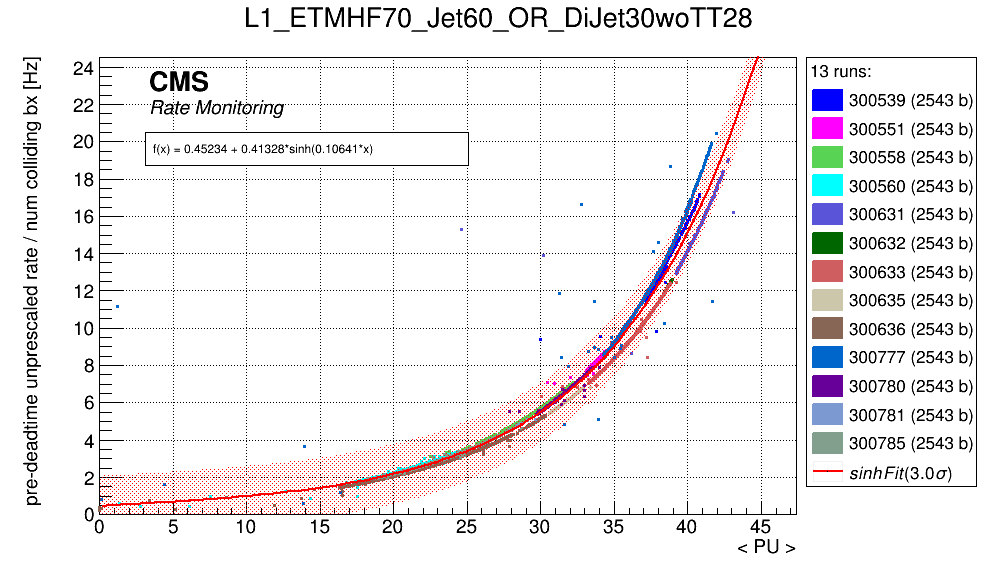 L1_ETMHF70_Jet60_OR_DiJet30woTT28
pre-deadtime unprescaled rate / num colliding bx [Hz]
24
22
20
18
16
14
12
10
8
6
4
2
0
CMS
Rate Monitoring
f(x) = 0.45234 + 0.41328*sinh(0.10641*x)
0 5 10 15 20 25 30 35 40 45
< PU >
13 runs:
300539 (2543 b)
300551 (2543 b)
300558 (2543 b)
300560 (2543 b)
300631 (2543 b)
300632 (2543 b)
300633 (2543 b)
300635 (2543 b)
300636 (2543 b)
300777 (2543 b)
300780 (2543 b)
300781 (2543 b)
300785 (2543 b)
sinhFit(3.0σ)